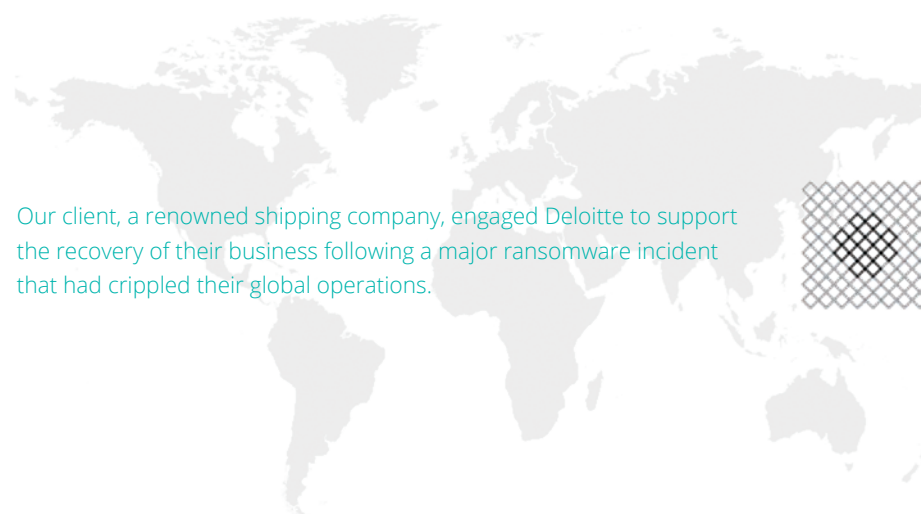 Our client, a renowned shipping company, engaged Deloitte to support
the recovery of their business following a major ransomware incident
that had crippled their global operations.